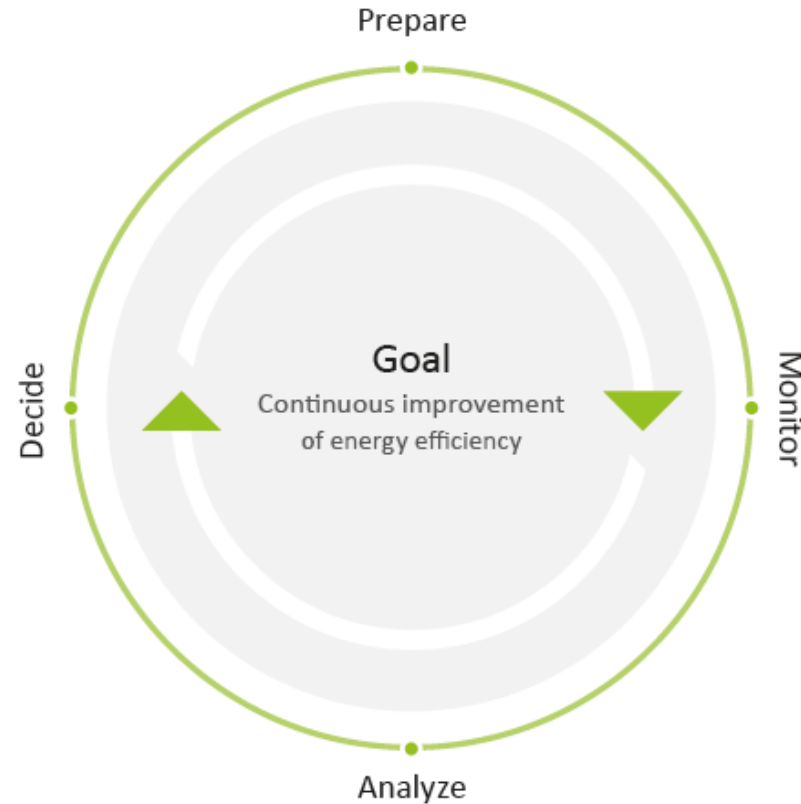 Prepare
Decide
Goal
Continuous improvement
of energy efficiency
Monitor
Analyze